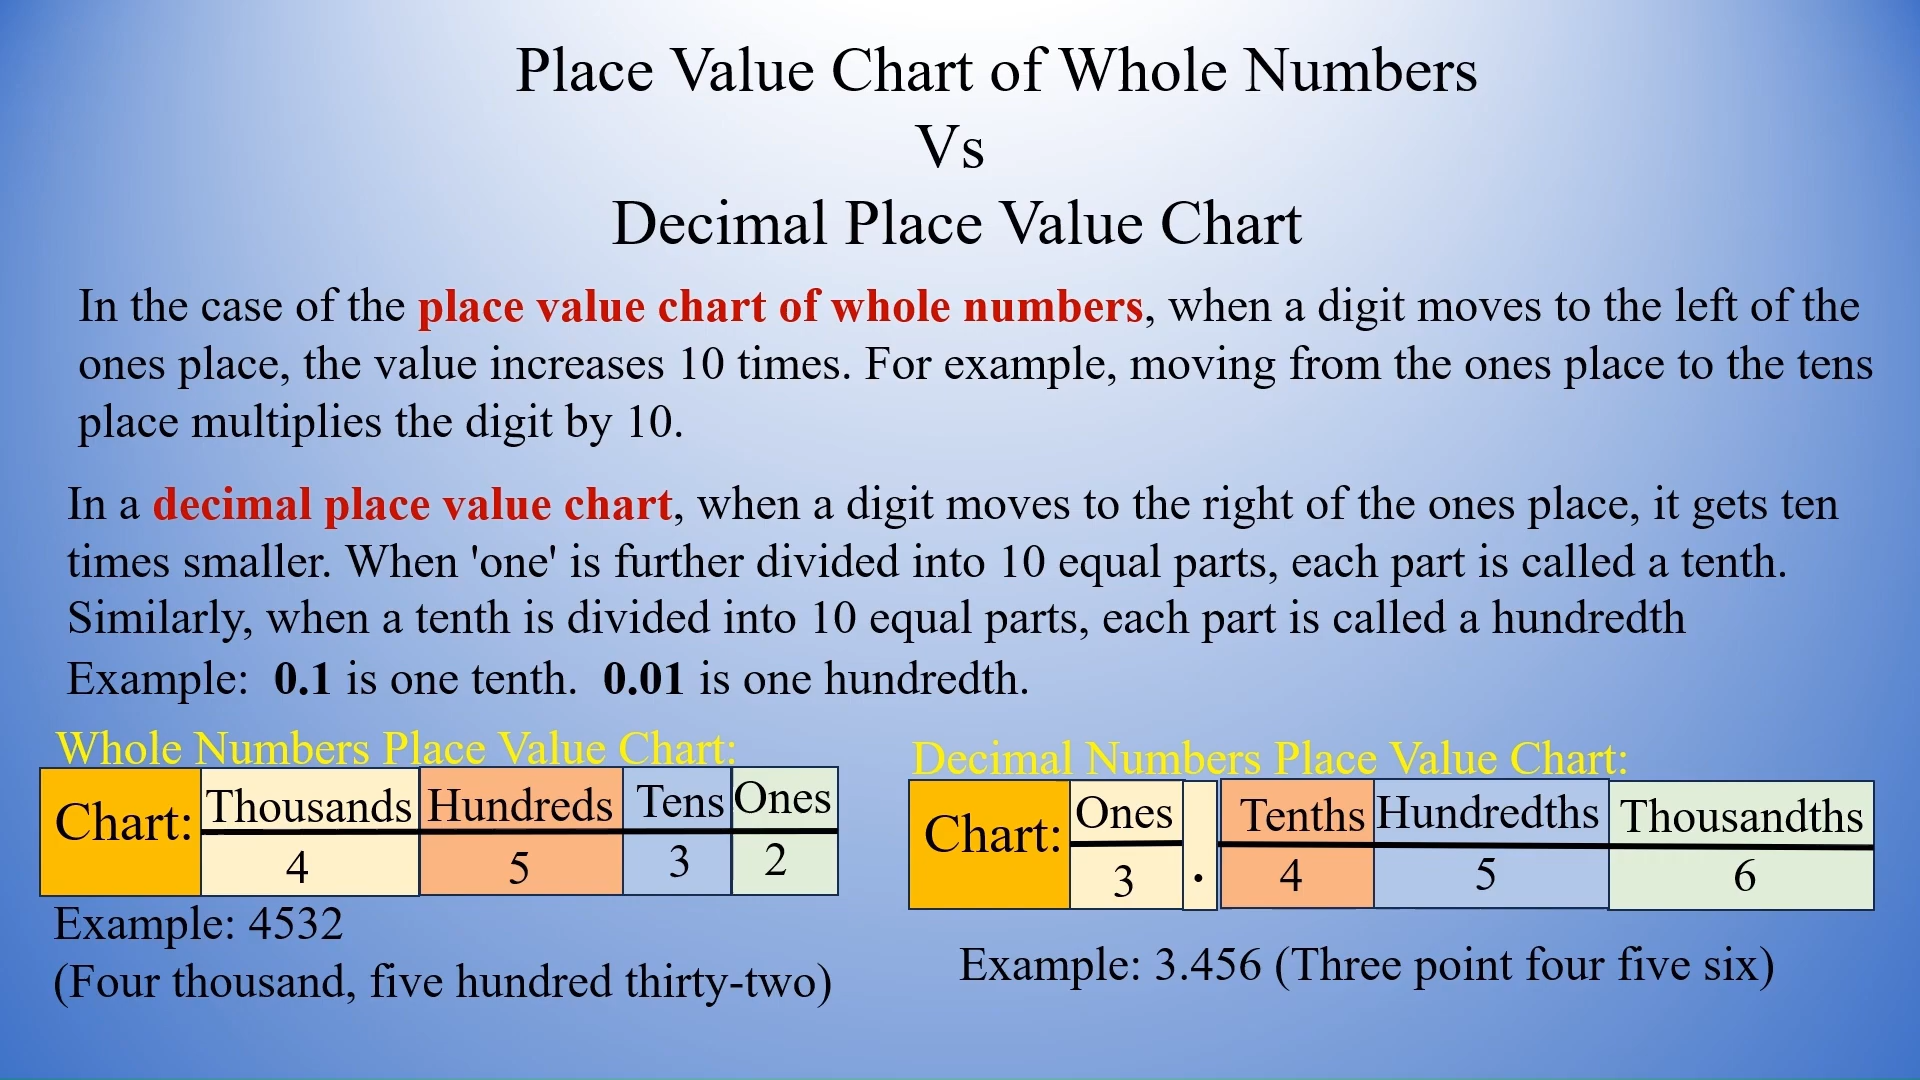 Place Value Chart of Whole Numbers
Vs
Decimal Place Value Chart
In the case of the place value chart of whole numbers, when a digit moves to the left of the
ones place, the value increases 10 times. For example, moving from the ones place to the tens
place multiplies the digit by 10.
In a decimal place value chart, when a digit moves to the right of the ones place, it gets ten
times smaller. When 'one' is further divided into 10 equal parts, each part is called a tenth.
Similarly, when a tenth is divided into 10 equal parts, each part is called a hundredth
Example: 0.1 is one tenth. 0.01 is one hundredth.
Whole Numbers Place Value Chart:
Chart: Thousands Hundreds Tens Ones
4 5 3 2
Example: 4532
(Four thousand, five hundred thirty-two)
Decimal Numbers Place Value Chart:
Chart: Ones Tenths Hundredths Thousandths
3 . 4 5 6
Example: 3.456 (Three point four five six)